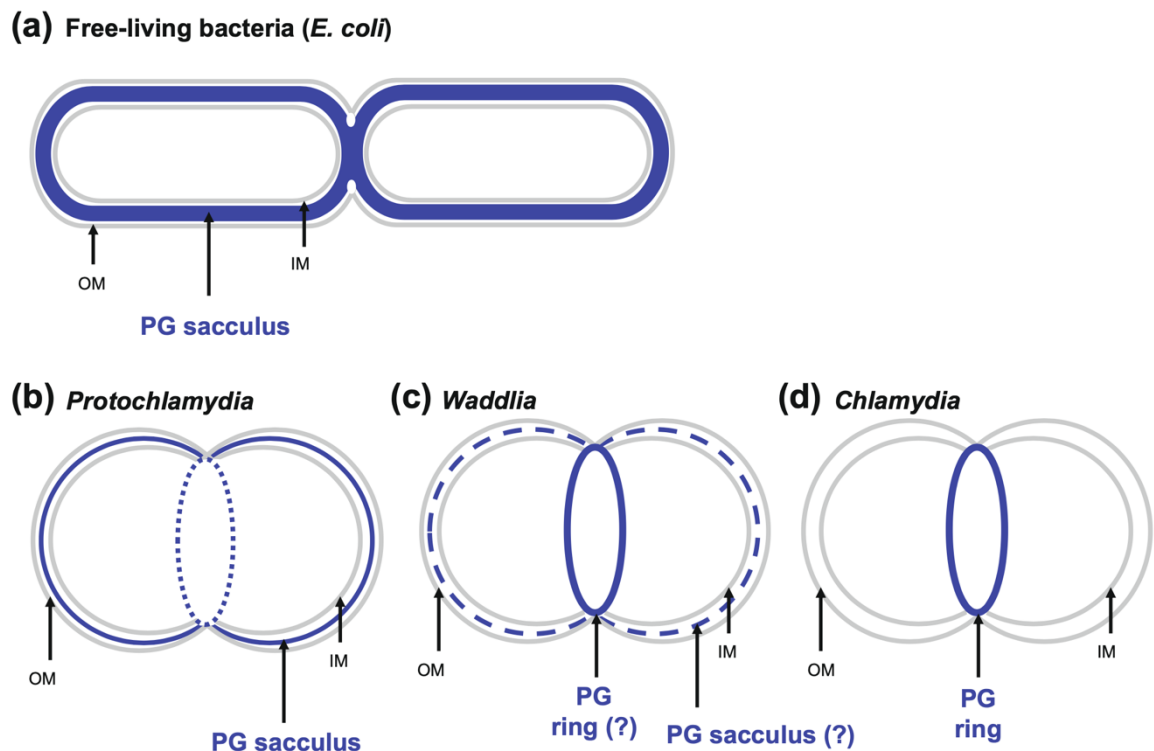 (a) Free-living bacteria (E. coli)
OM
IM
PG sacculus
(b) Protochlamydia
(c) Waddlia
(d) Chlamydia
OM
IM
PG sacculus
OM
IM
PG
ring (?)
PG sacculus (?)
OM
IM
PG
ring